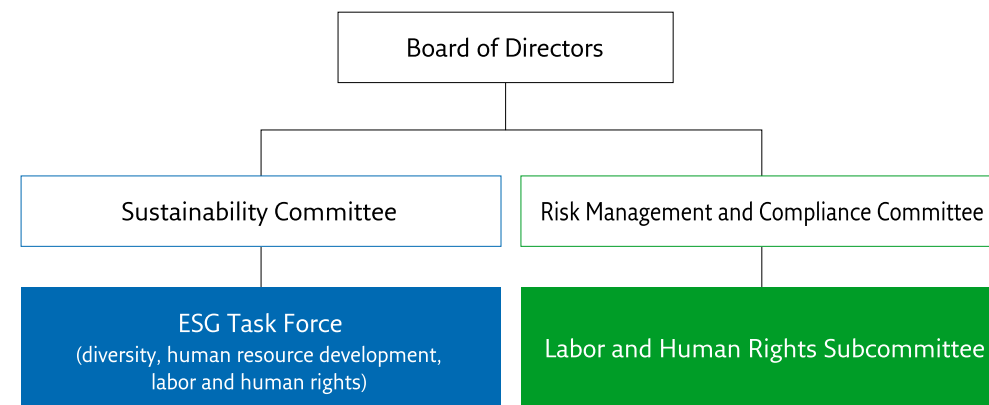 Board of Directors
Sustainability Committee
Risk Management and Compliance Committee
ESG Task Force
(diversity, human resource development,
labor and human rights)
Labor and Human Rights Subcommittee